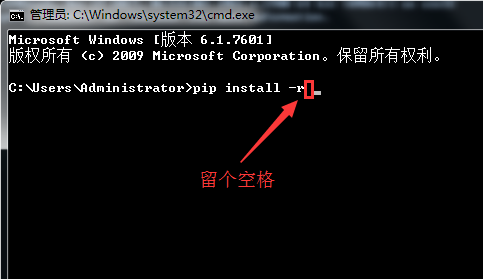 管理员: C:\Windows\system32\cmd.exe
Microsoft Windows [版本 6.1.7601]
版权所有 (c) 2009 Microsoft Corporation。保留所有权利。
C:\Users\Administrator>pip install -r
留个空格